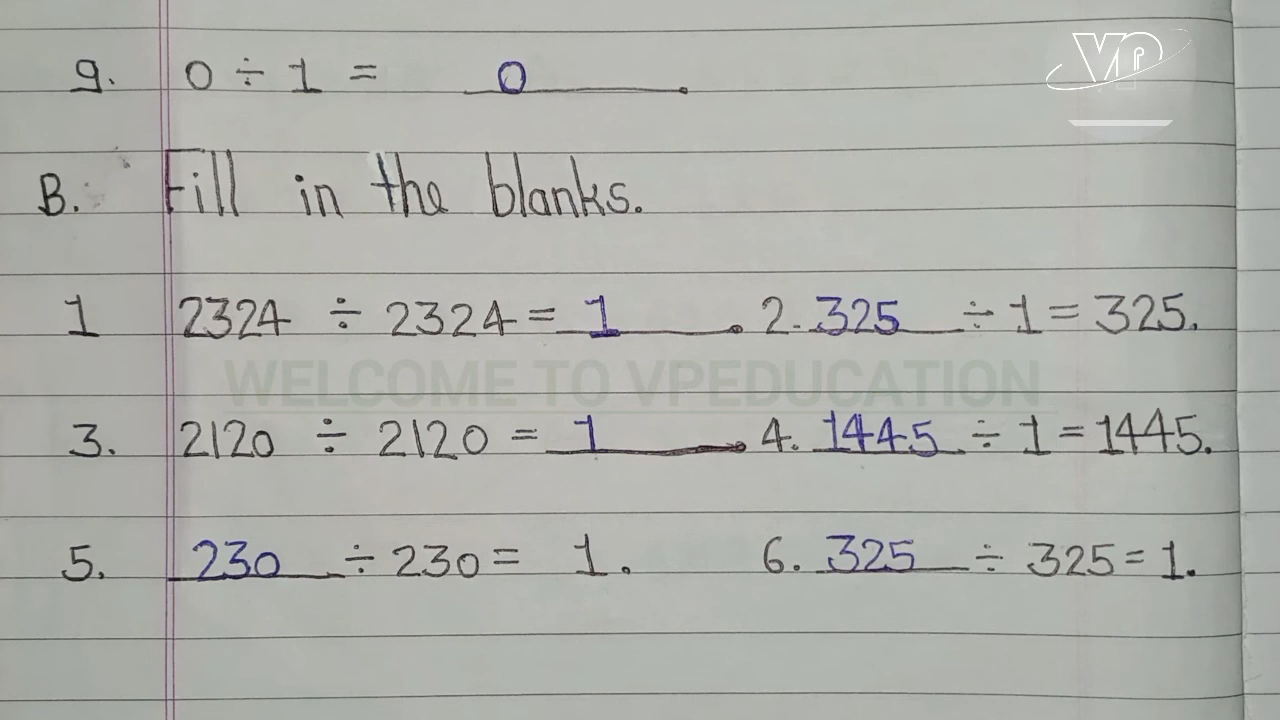 VP
9. 0 ÷ 1 = 0.
B. Fill in the blanks.
1 2324 ÷ 2324 = 1. 2. 325 ÷ 1 = 325.
WELCOME TO VPEDUCATION
3. 2120 ÷ 2120 = 1. 4. 1445 ÷ 1 = 1445.
5. 230 ÷ 230 = 1. 6. 325 ÷ 325 = 1.